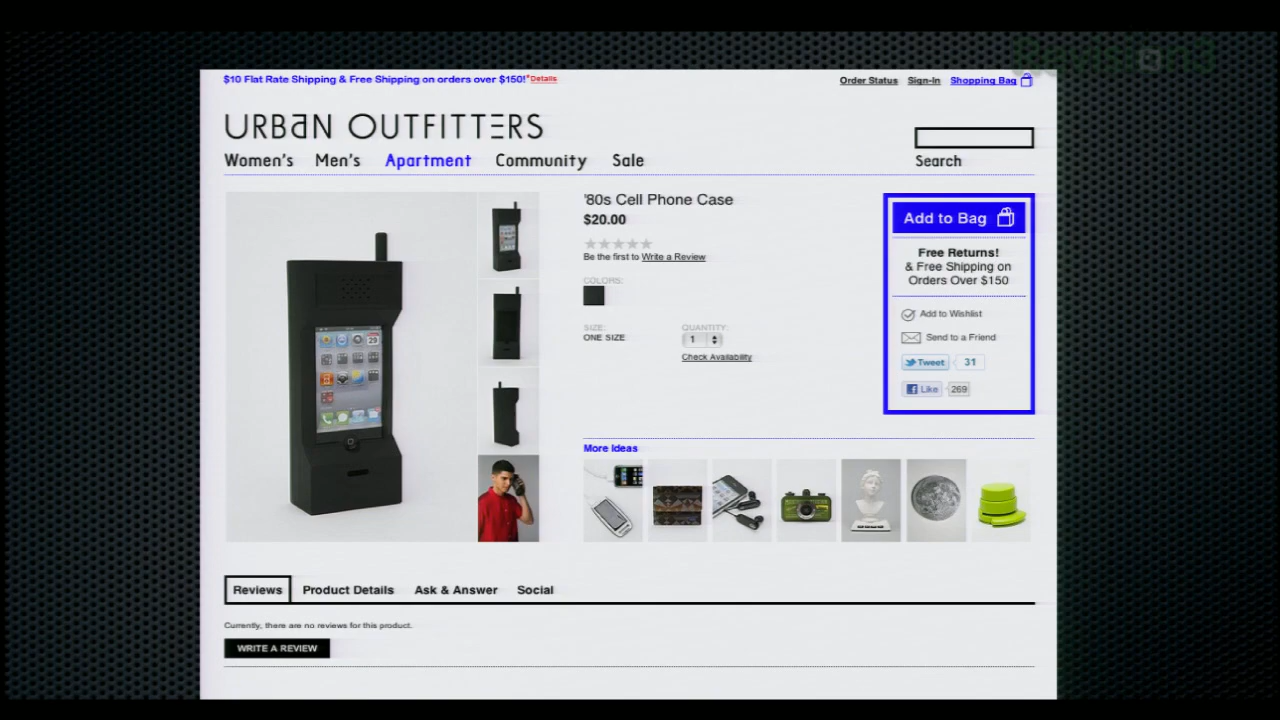 $10 Flat Rate Shipping & Free Shipping on orders over $150!*Details
Order Status Sign-In Shopping Bag
URBAN OUTFITTERS
Women's Men's Apartment Community Sale
Search
'80s Cell Phone Case
$20.00
Be the first to Write a Review
COLORS:
SIZE:
ONE SIZE
QUANTITY:
1
Check Availability
Add to Bag
Free Returns!
& Free Shipping on
Orders Over $150
Add to Wishlist
Send to a Friend
Tweet 31
Like 269
29
More Ideas
Reviews Product Details Ask & Answer Social
Currently, there are no reviews for this product.
WRITE A REVIEW